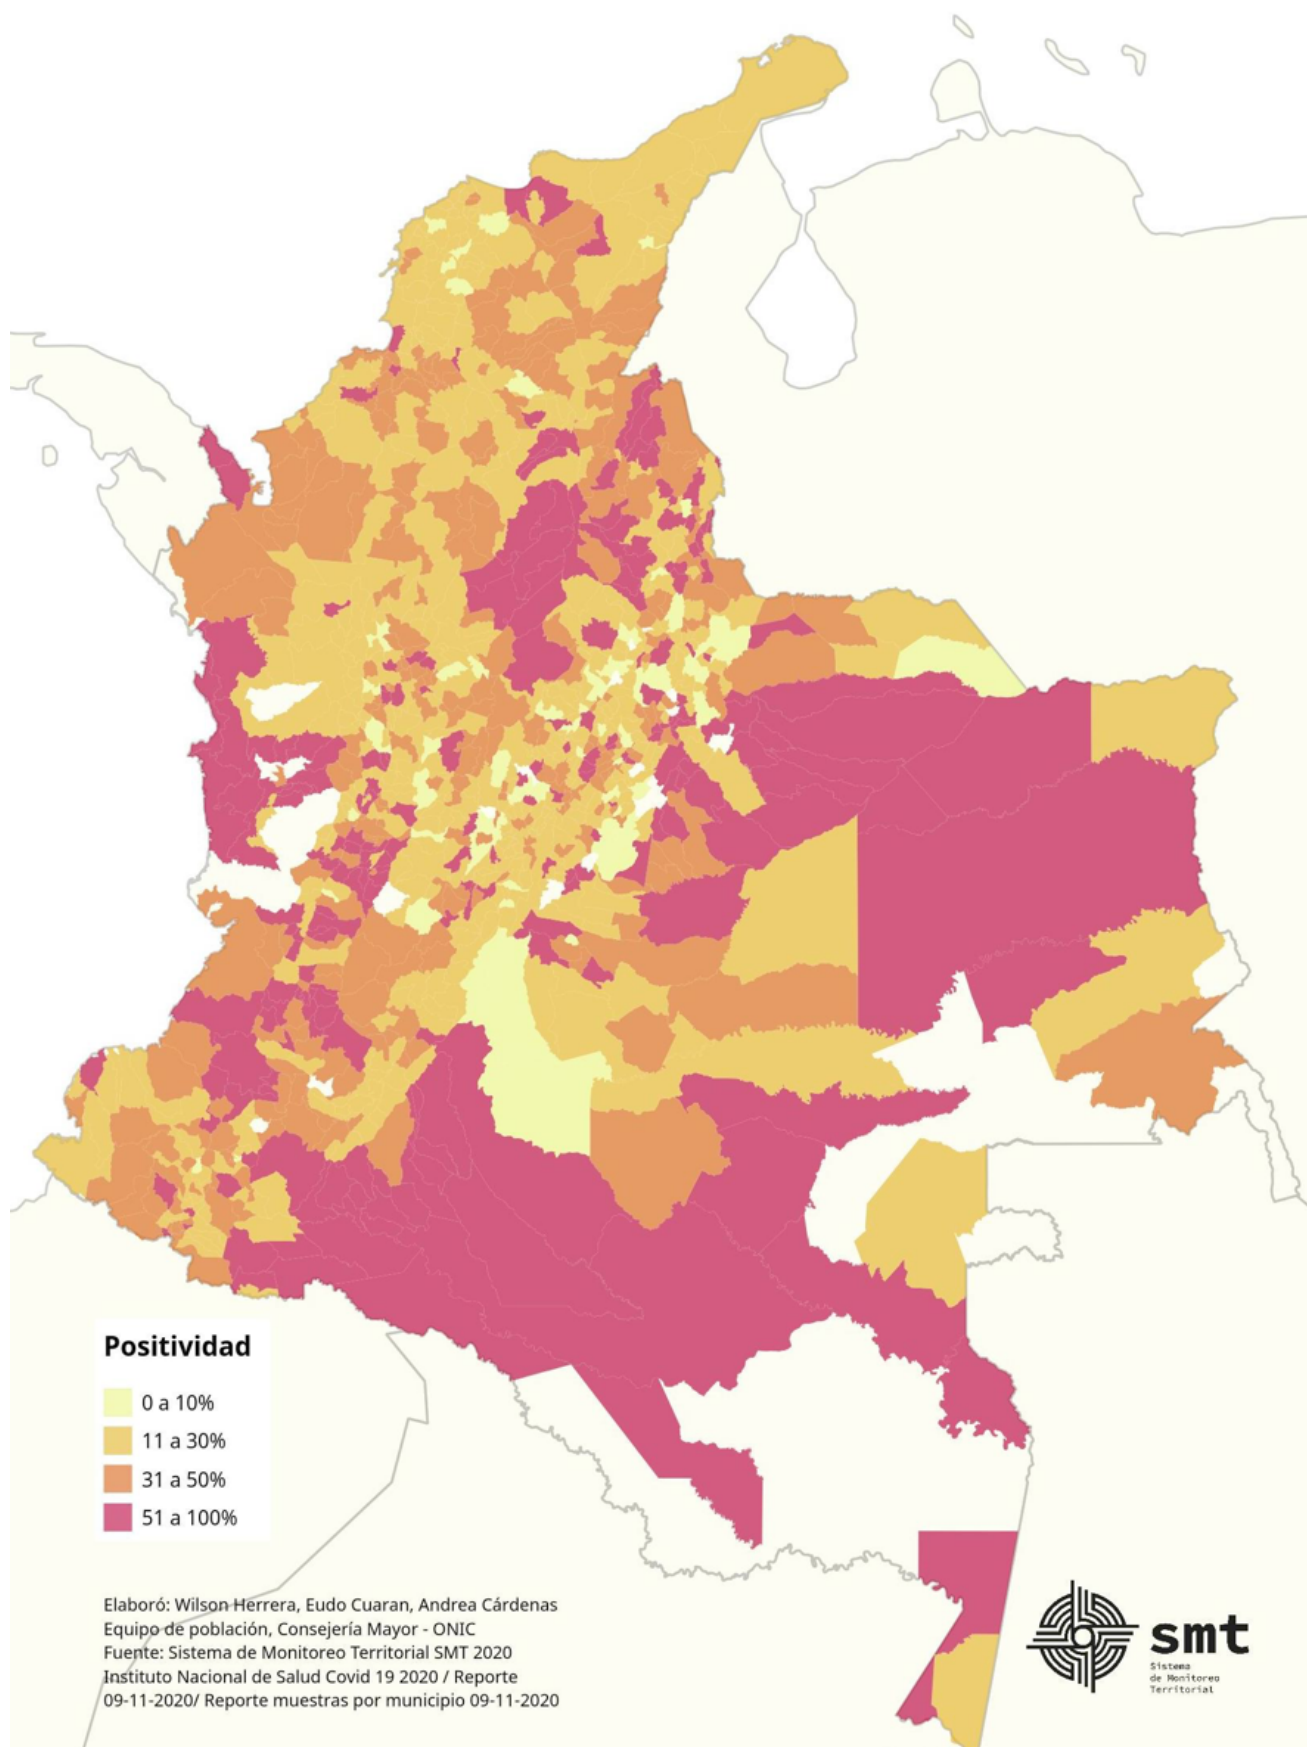 Positividad
0 a 10%
11 a 30%
31 a 50%
51 a 100%
Elaboró: Wilson Herrera, Eudo Cuaran, Andrea Cárdenas
Equipo de población, Consejería Mayor - ONIC
Fuente: Sistema de Monitoreo Territorial SMT 2020
Instituto Nacional de Salud Covid 19 2020 / Reporte
09-11-2020/ Reporte muestras por municipio 09-11-2020
smt
Sistema
de Monitoreo
Territorial